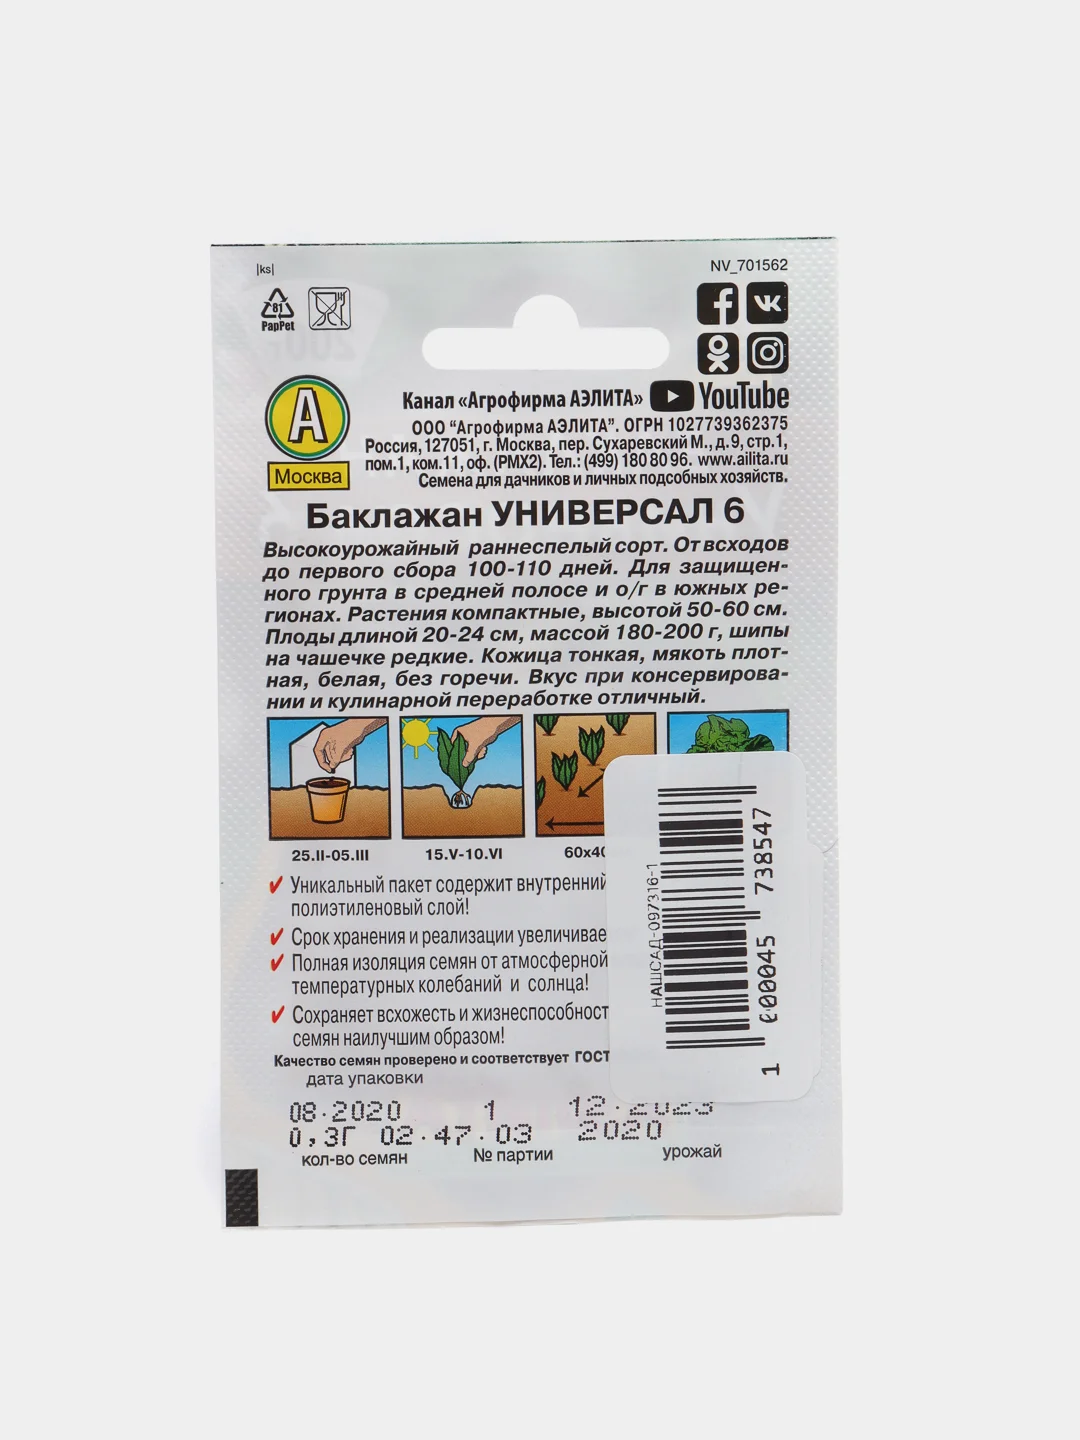 |ks|
NV_701562
81
PapPet
Канал «Агрофирма АЭЛИТА» YouTube
А
Москва
ООО “Агрофирма АЭЛИТА”. ОГРН 1027739362375
Россия, 127051, г. Москва, пер. Сухаревский М., д. 9, стр.1,
пом.1, ком.11, оф. (РМХ2). Тел.: (499) 180 80 96. www.ailita.ru
Семена для дачников и личных подсобных хозяйств.
Баклажан УНИВЕРСАЛ 6
Высокоурожайный раннеспелый сорт. От всходов
до первого сбора 100-110 дней. Для защищен-
ного грунта в средней полосе и о/г в южных ре-
гионах. Растения компактные, высотой 50-60 см.
Плоды длиной 20-24 см, массой 180-200 г, шипы
на чашечке редкие. Кожица тонкая, мякоть плот-
ная, белая, без горечи. Вкус при консервирова-
нии и кулинарной переработке отличный.
25.II-05.III 15.V-10.VI 60x40
Уникальный пакет содержит внутренний
полиэтиленовый слой!
Срок хранения и реализации увеличивае
Полная изоляция семян от атмосферной
температурных колебаний и солнца!
Сохраняет всхожесть и жизнеспособност
семян наилучшим образом!
Качество семян проверено и соответствует ГОСТ
дата упаковки
08.2020 1 12.2023
0,3Г 02.47.03 2020
кол-во семян № партии урожай
НАШСАД-097316-1
1 000045 738547